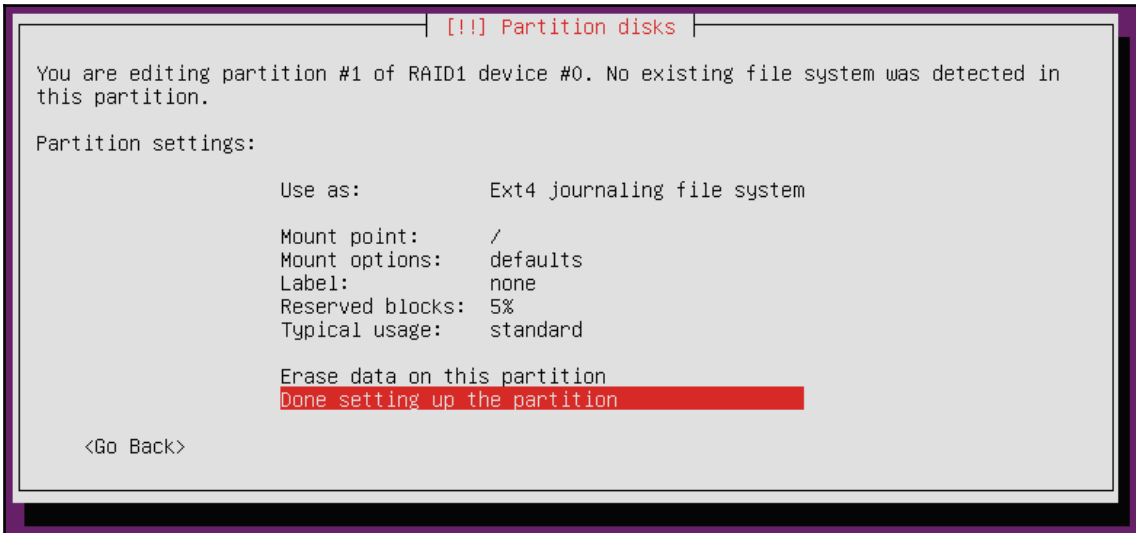 [!!] Partition disks
You are editing partition #1 of RAID1 device #0. No existing file system was detected in
this partition.
Partition settings:
Use as: Ext4 journaling file system
Mount point: /
Mount options: defaults
Label: none
Reserved blocks: 5%
Typical usage: standard
Erase data on this partition
Done setting up the partition
<Go Back>